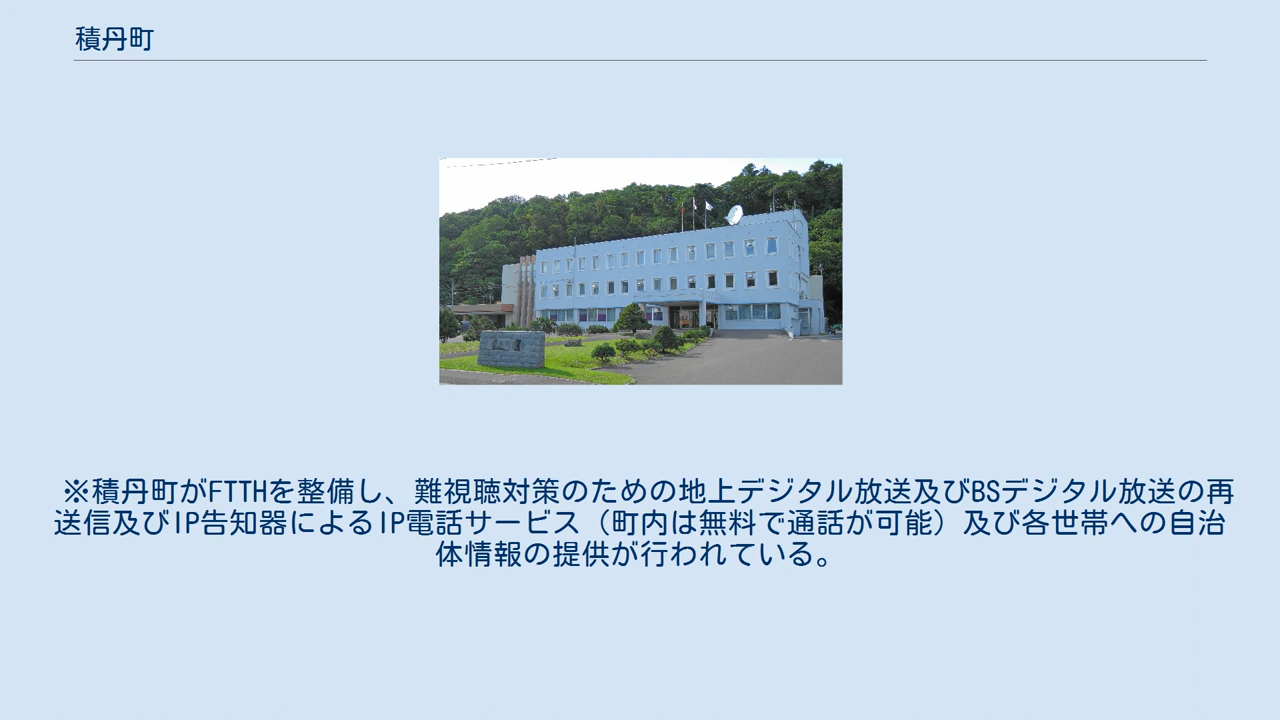 積丹町
※積丹町がFTTHを整備し、難視聴対策のための地上デジタル放送及びBSデジタル放送の再
送信及びIP告知器によるIP電話サービス（町内は無料で通話が可能）及び各世帯への自治
体情報の提供が行われている。